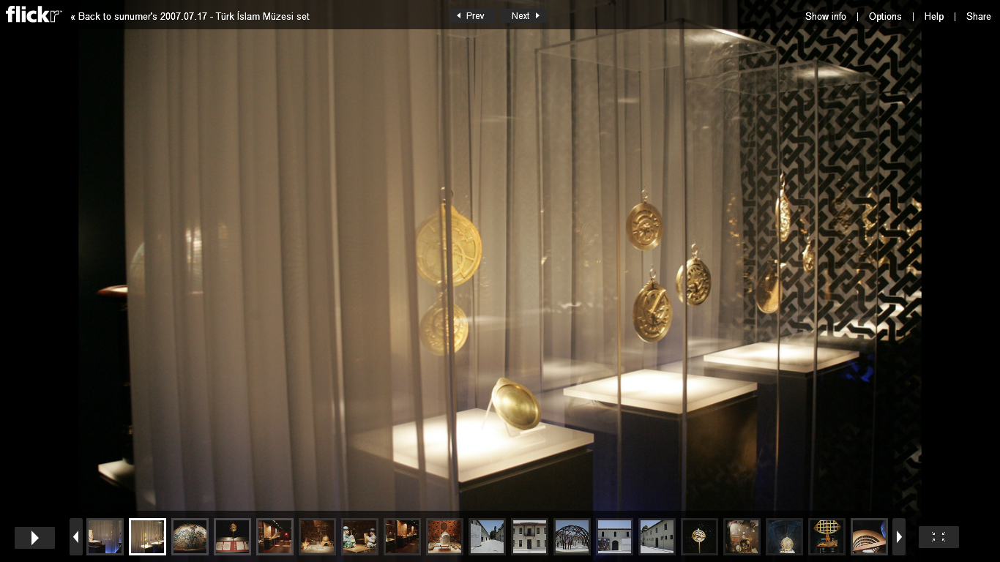 flickr
« Back to sunumer's 2007.07.17 - Türk İslam Müzesi set
Prev
Next
Show info | Options | Help | Share